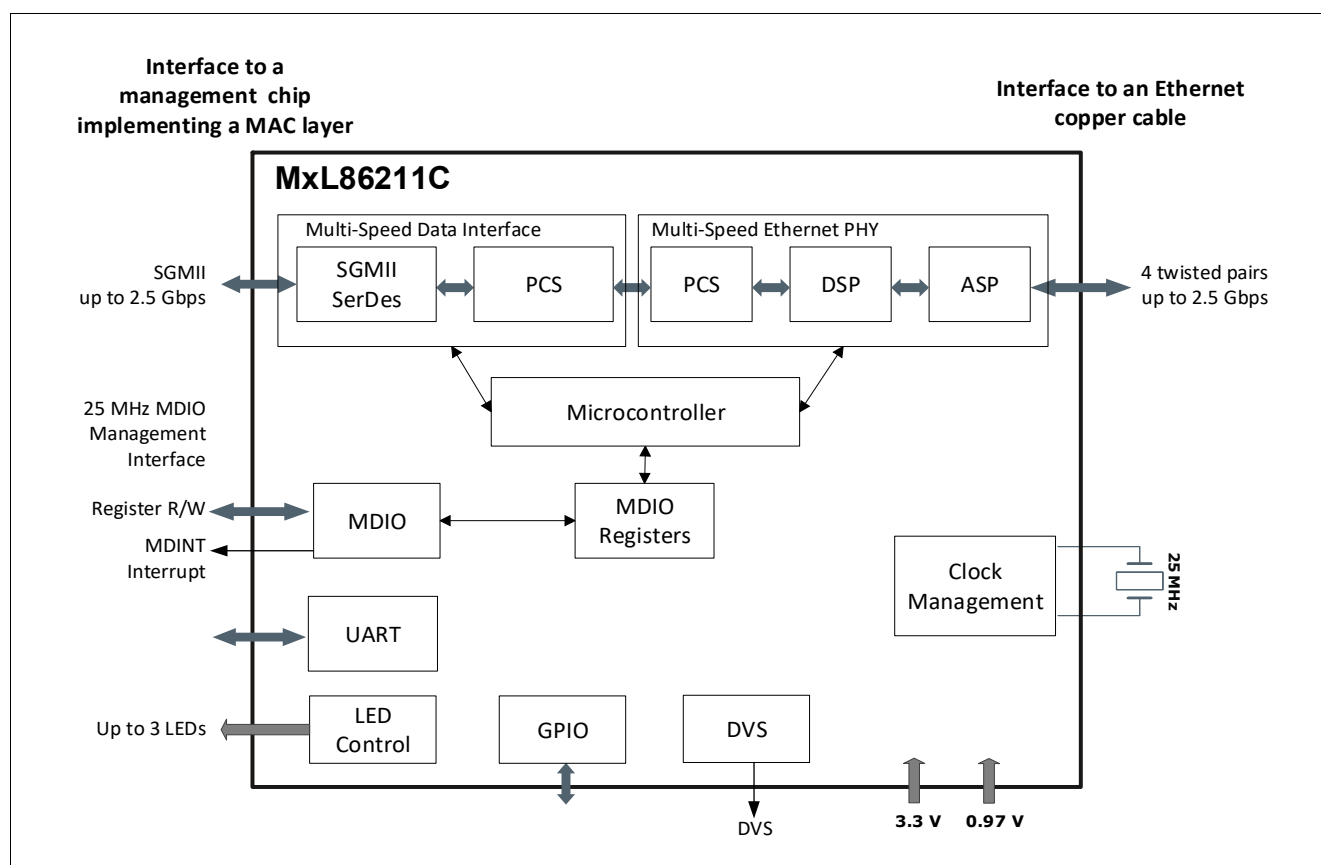 Interface to a
management chip
implementing a MAC layer
Interface to an Ethernet
copper cable
MxL86211C
Multi-Speed Data Interface
Multi-Speed Ethernet PHY
SGMII
up to 2.5 Gbps
SGMII
SerDes
PCS
PCS
DSP
ASP
4 twisted pairs
up to 2.5 Gbps
Microcontroller
25 MHz MDIO
Management
Interface
Register R/W
MDINT
Interrupt
MDIO
MDIO
Registers
Clock
Management
25 MHz
UART
Up to 3 LEDs
LED
Control
GPIO
DVS
DVS
3.3 V
0.97 V